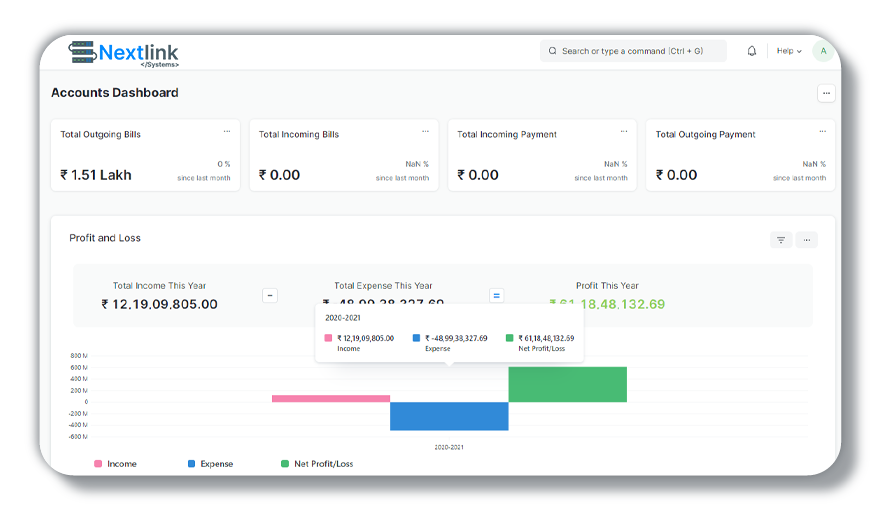 Nextlink
</Systems>
Search or type a command (Ctrl + G)
Help
A
Accounts Dashboard
Total Outgoing Bills
₹ 1.51 Lakh
0 %
since last month
Total Incoming Bills
₹ 0.00
NaN %
since last month
Total Incoming Payment
₹ 0.00
NaN %
since last month
Total Outgoing Payment
₹ 0.00
NaN %
since last month
Profit and Loss
Total Income This Year
₹ 12,19,09,805.00
-
Total Expense This Year
₹ -48,99,38,327.69
=
Profit This Year
₹ 61,18,48,132.69
2020-2021
₹ 12,19,09,805.00
Income
₹ -48,99,38,327.69
Expense
₹ 61,18,48,132.69
Net Profit/Loss
800 M
600 M
400 M
200 M
0
-200 M
-400 M
-600 M
2020-2021
Income
Expense
Net Profit/Loss